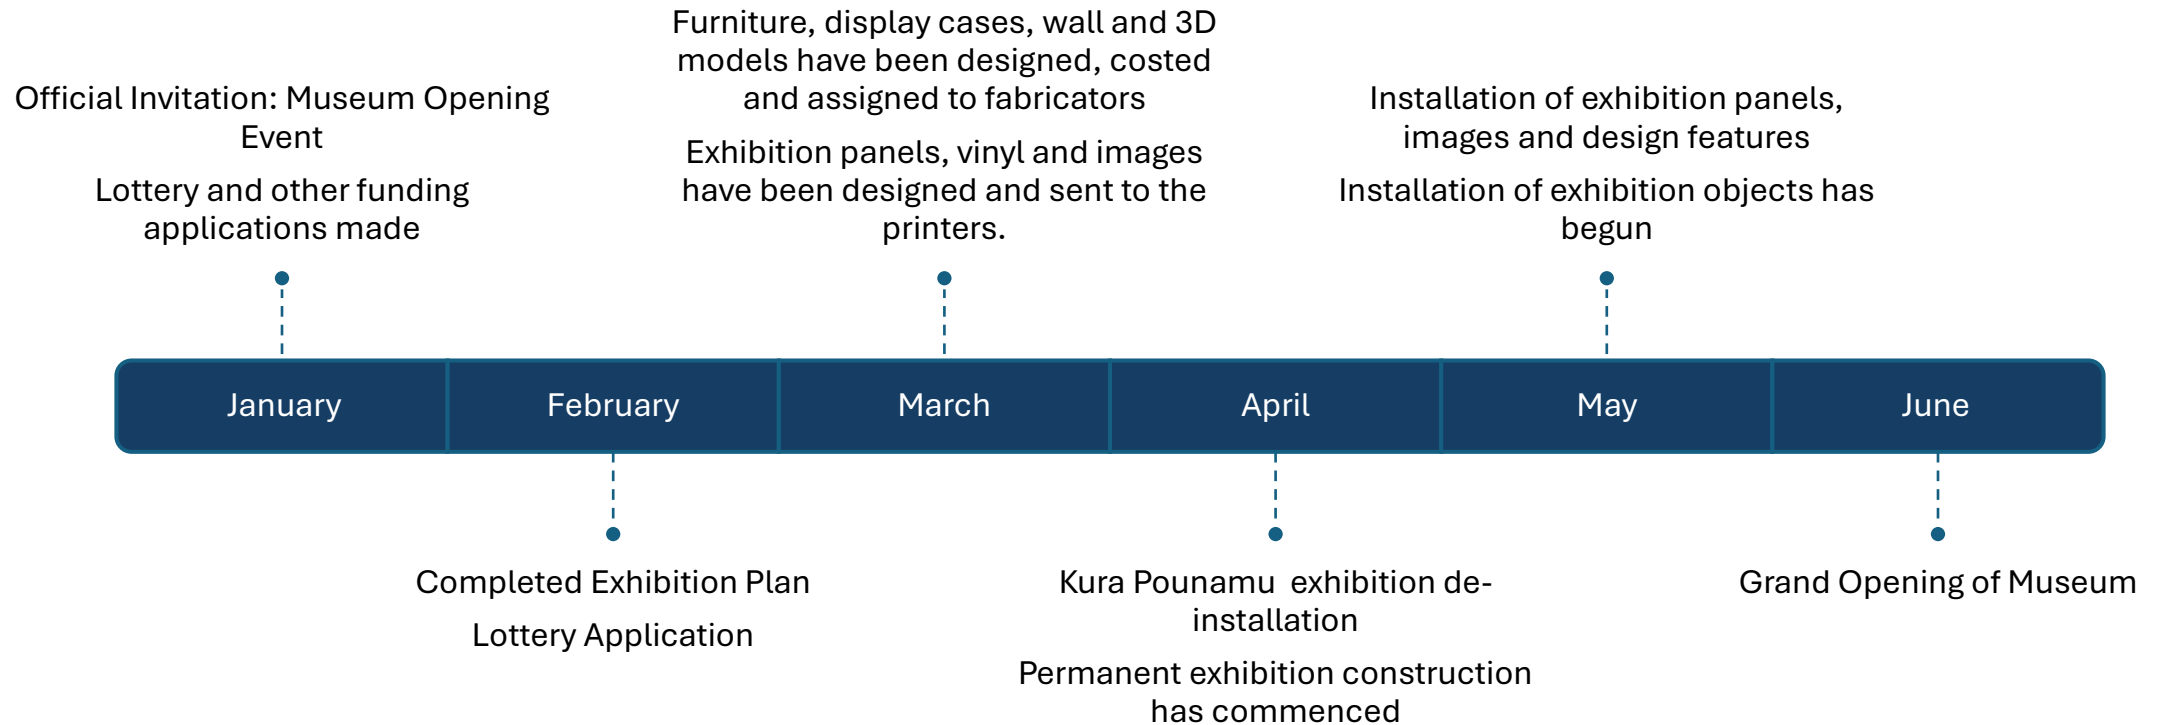 Official Invitation: Museum Opening
Event
Lottery and other funding
applications made
Furniture, display cases, wall and 3D
models have been designed, costed
and assigned to fabricators
Exhibition panels, vinyl and images
have been designed and sent to the
printers.
Installation of exhibition panels,
images and design features
Installation of exhibition objects has
begun
January
February
March
April
May
June
Completed Exhibition Plan
Lottery Application
Kura Pounamu  exhibition de-
installation
Permanent exhibition construction
has commenced
Grand Opening of Museum